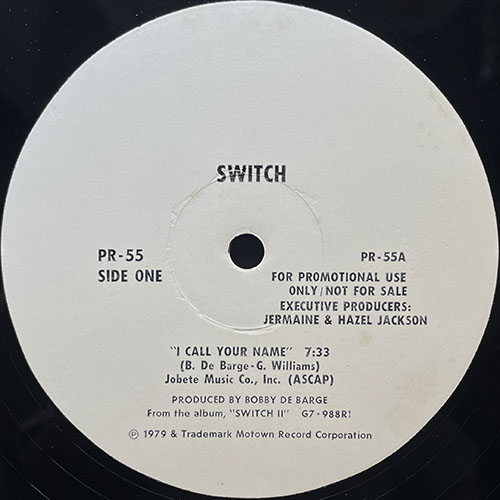 SWITCH
PR-55
SIDE ONE
PR-55A
FOR PROMOTIONAL USE
ONLY/NOT FOR SALE
EXECUTIVE PRODUCERS:
JERMAINE & HAZEL JACKSON
"I CALL YOUR NAME" 7:33
(B. De Barge-G. Williams)
Jobete Music Co., Inc. (ASCAP)
PRODUCED BY BOBBY DE BARGE
From the album, "SWITCH II" G7-988R1
℗ 1979 & Trademark Motown Record Corporation